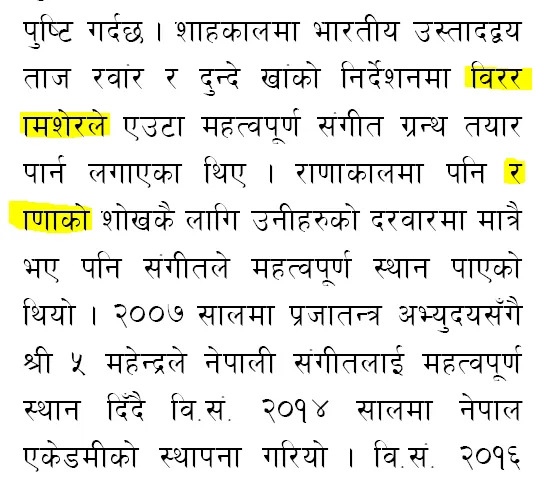 पुष्टि गर्दछ । शाहकालमा भारतीय उस्तादद्वय
ताज रवांर र दुन्दे खांको निर्देशनमा विरर
ामशेरले एउटा महत्वपूर्ण संगीत ग्रन्थ तयार
पार्न लगाएका थिए । राणाकालमा पनि र
ाणाको शोखकै लागि उनीहरुको दरवारमा मात्रै
भए पनि संगीतले महत्वपूर्ण स्थान पाएको
थियो । २००७ सालमा प्रजातन्त्र अभ्युदयसँगै
श्री ५ महेन्द्रले नेपाली संगीतलाई महत्वपूर्ण
स्थान दिँदै वि.सं. २०१४ सालमा नेपाल
एकेडमीको स्थापना गरियो । वि.सं. २०१६